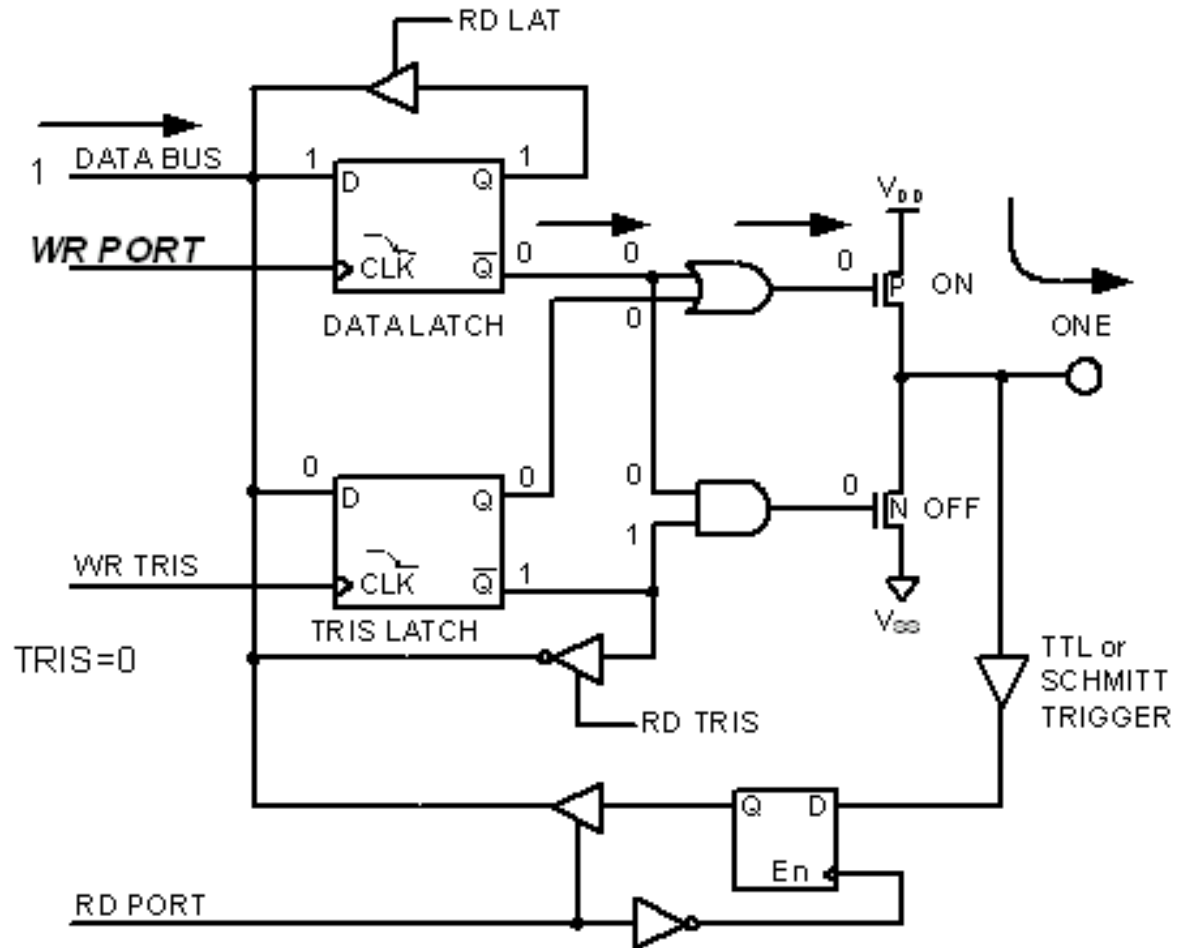 RD LAT
DATA BUS
1
1
D
Q
1
V_DD
WR PORT
CLK
Q
0
0
0
P
ON
DATA LATCH
0
ONE
0
D
Q
0
0
0
N
OFF
1
WR TRIS
CLK
Q
1
TRIS LATCH
V_SS
TRIS=0
TTL or
SCHMITT
TRIGGER
RD TRIS
Q
D
En
RD PORT